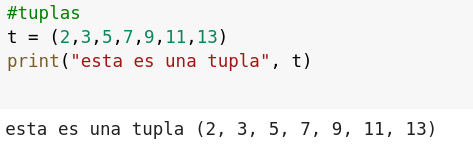 #tuplas
t = (2,3,5,7,9,11,13)
print("esta es una tupla", t)
esta es una tupla (2, 3, 5, 7, 9, 11, 13)